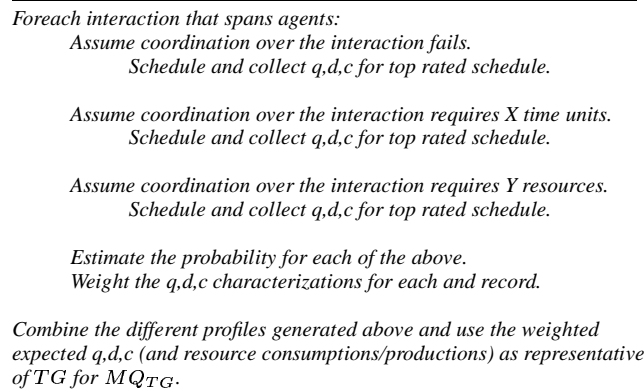 Foreach interaction that spans agents:
Assume coordination over the interaction fails.
Schedule and collect q,d,c for top rated schedule.
Assume coordination over the interaction requires X time units.
Schedule and collect q,d,c for top rated schedule.
Assume coordination over the interaction requires Y resources.
Schedule and collect q,d,c for top rated schedule.
Estimate the probability for each of the above.
Weight the q,d,c characterizations for each and record.
Combine the different profiles generated above and use the weighted
expected q,d,c (and resource consumptions/productions) as representative
of TG for MQ_{TG}.